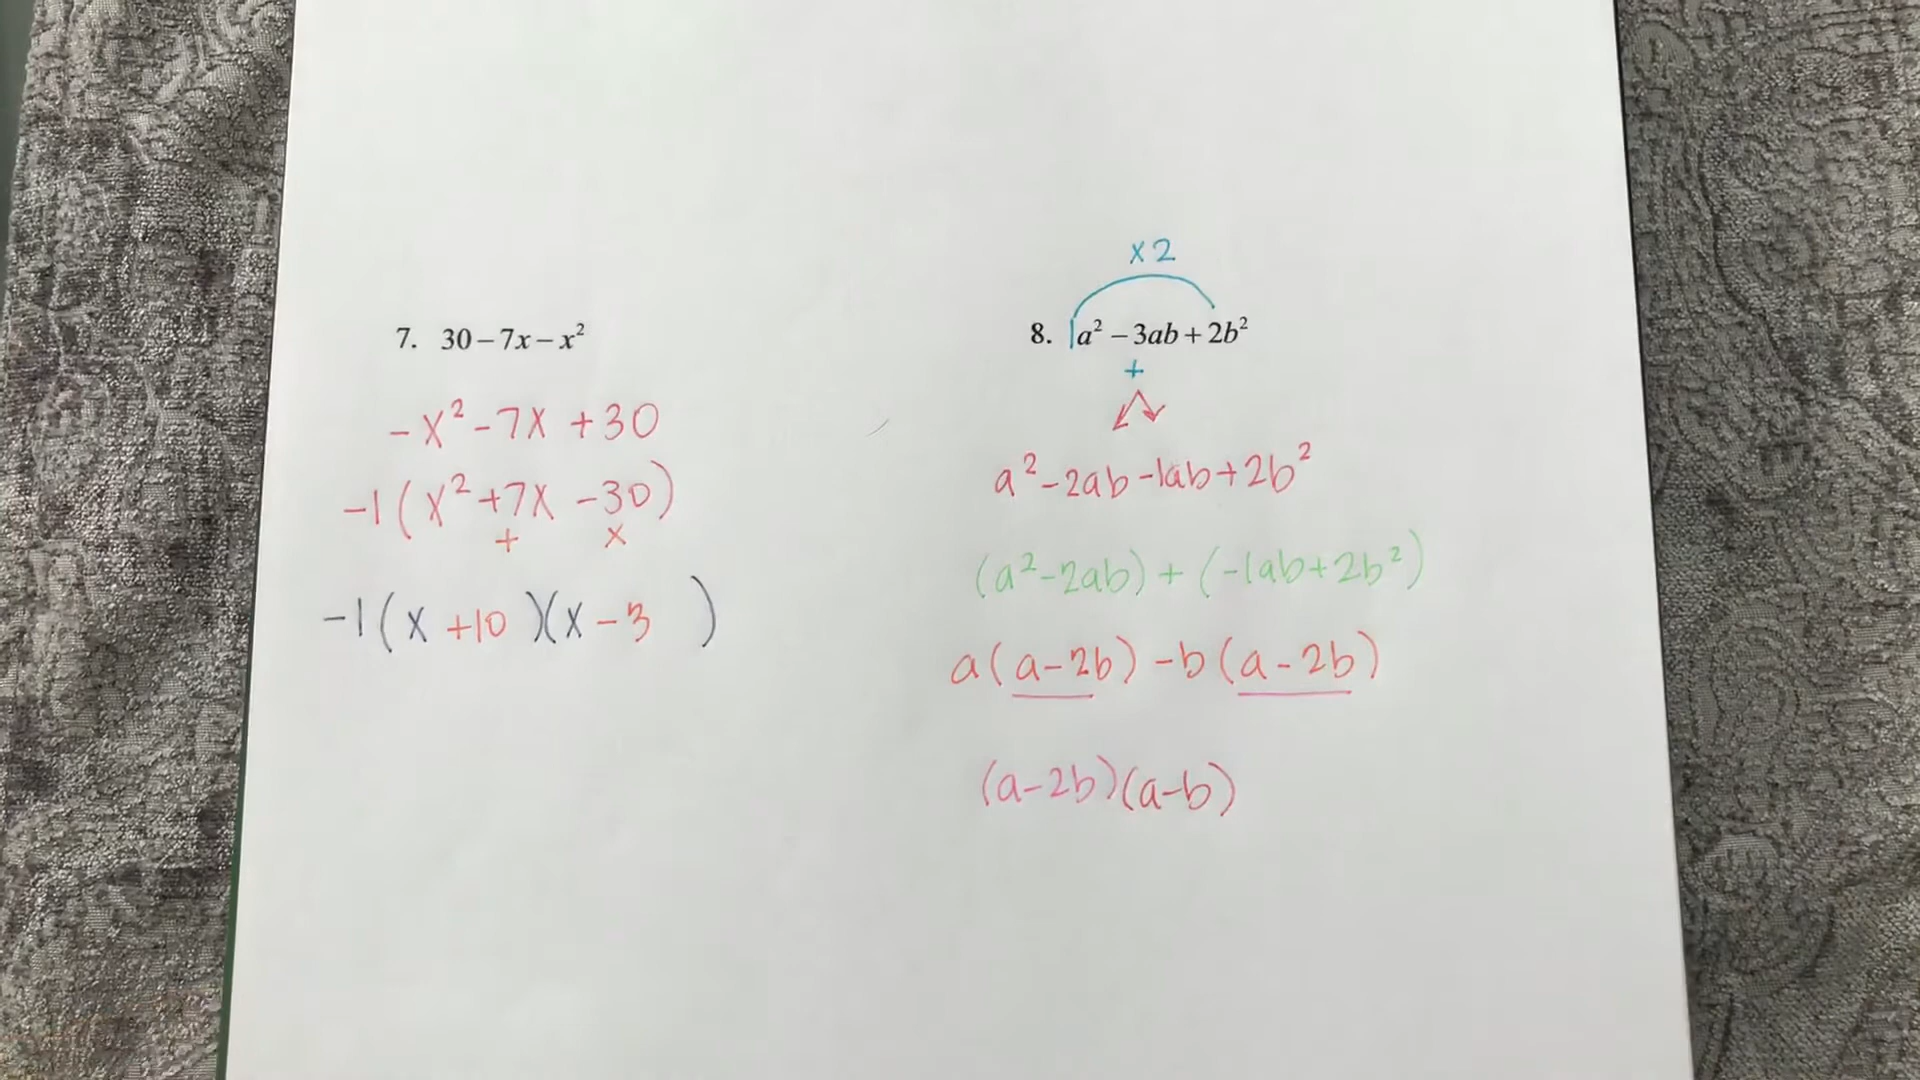 7. 30 – 7x – x²
-x² - 7x + 30
-1(x² + 7x - 30)
+ x
-1(x + 10)(x - 3)
x2
8. 1a² – 3ab + 2b²
+
a² - 2ab - 1ab + 2b²
(a² - 2ab) + (-1ab + 2b²)
a(a - 2b) - b(a - 2b)
(a - 2b)(a - b)